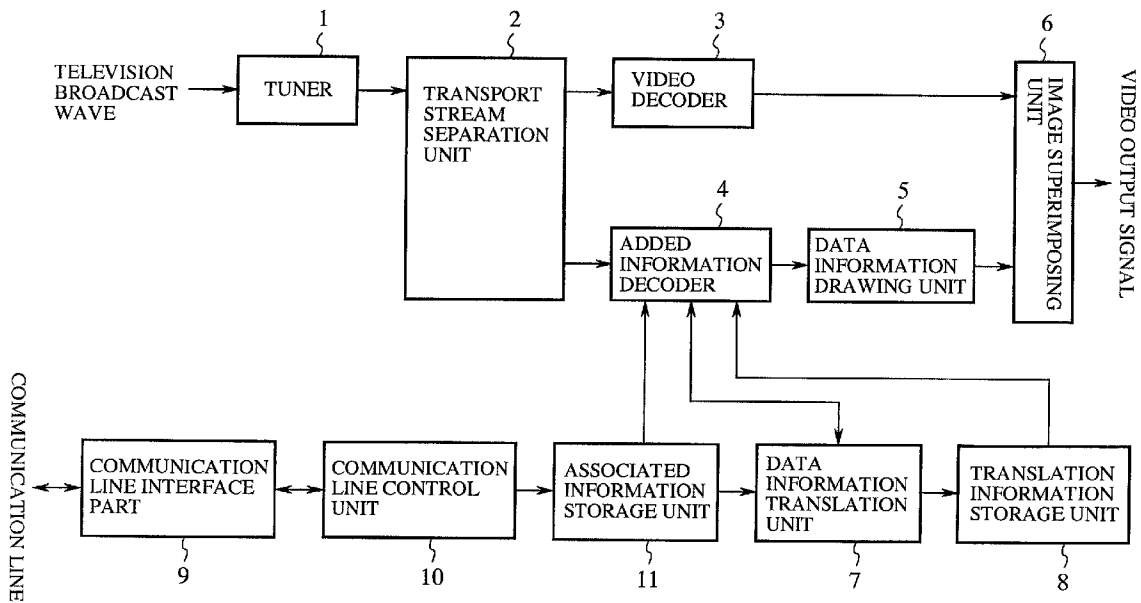 1
2
3
6
TELEVISION
BROADCAST
WAVE
TUNER
TRANSPORT
STREAM
SEPARATION
UNIT
VIDEO
DECODER
IMAGE SUPERIMPOSING
UNIT
VIDEO OUTPUT SIGNAL
4
5
ADDED
INFORMATION
DECODER
DATA
INFORMATION
DRAWING UNIT
COMMUNICATION LINE
COMMUNICATION
LINE INTERFACE
PART
COMMUNICATION
LINE CONTROL
UNIT
ASSOCIATED
INFORMATION
STORAGE UNIT
DATA
INFORMATION
TRANSLATION
UNIT
TRANSLATION
INFORMATION
STORAGE UNIT
9
10
11
7
8